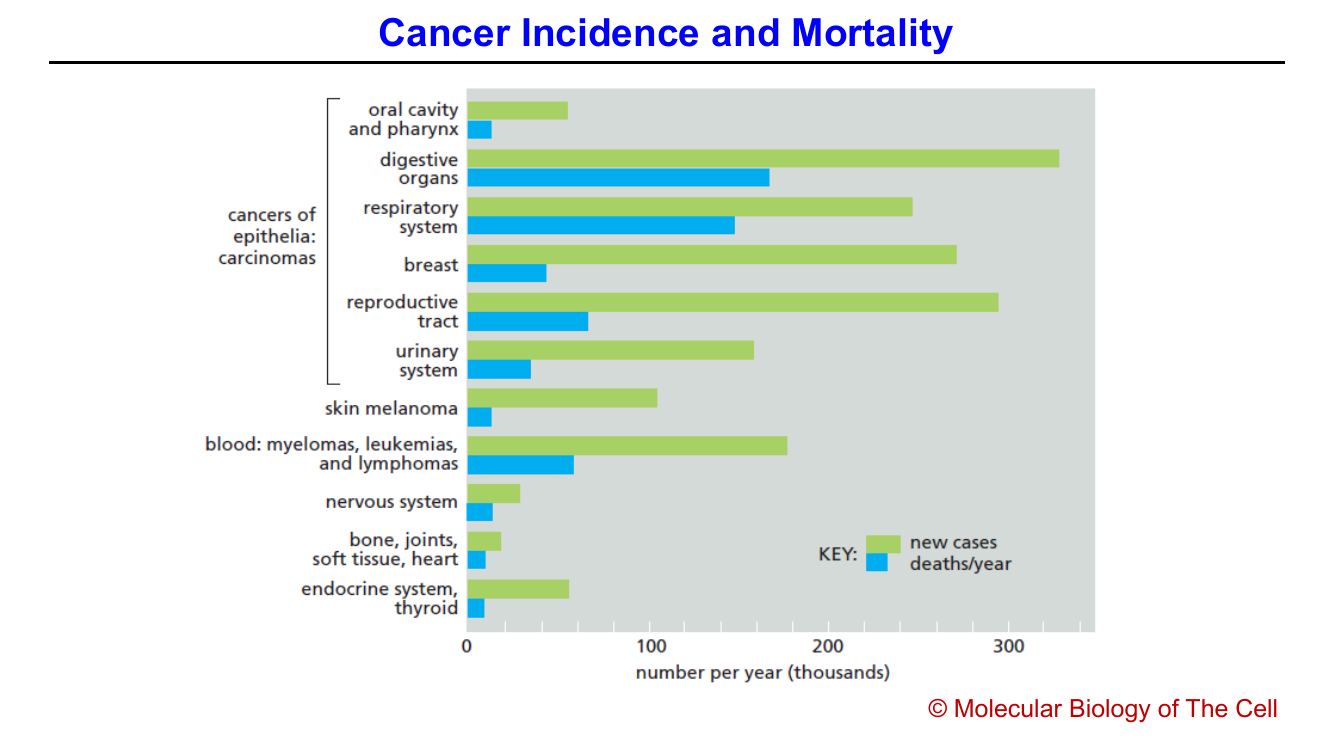 Cancer Incidence and Mortality
oral cavity
and pharynx
digestive
organs
respiratory
system
cancers of
epithelia:
carcinomas
breast
reproductive
tract
urinary
system
skin melanoma
blood: myelomas, leukemias,
and lymphomas
nervous system
bone, joints,
soft tissue, heart
endocrine system,
thyroid
KEY:
new cases
deaths/year
0
100
200
300
number per year (thousands)
© Molecular Biology of The Cell